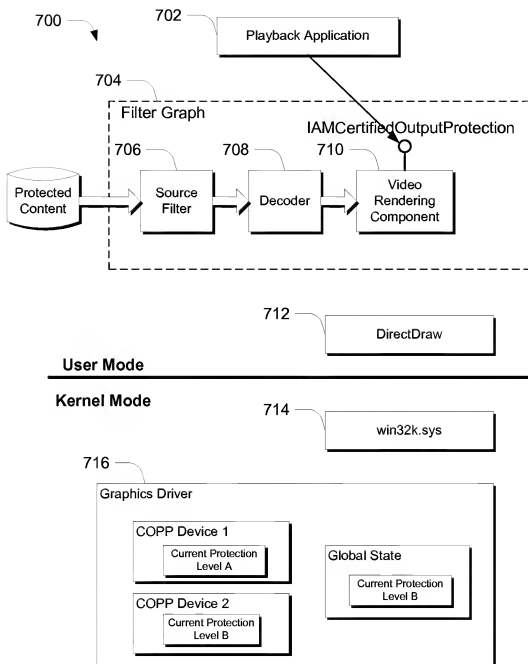 700
702
Playback Application
704
Filter Graph
IAMCertifiedOutputProtection
706
708
710
Protected
Content
Source
Filter
Decoder
Video
Rendering
Component
712
DirectDraw
User Mode
Kernel Mode
714
win32k.sys
716
Graphics Driver
COPP Device 1
Current Protection
Level A
Global State
Current Protection
Level B
COPP Device 2
Current Protection
Level B